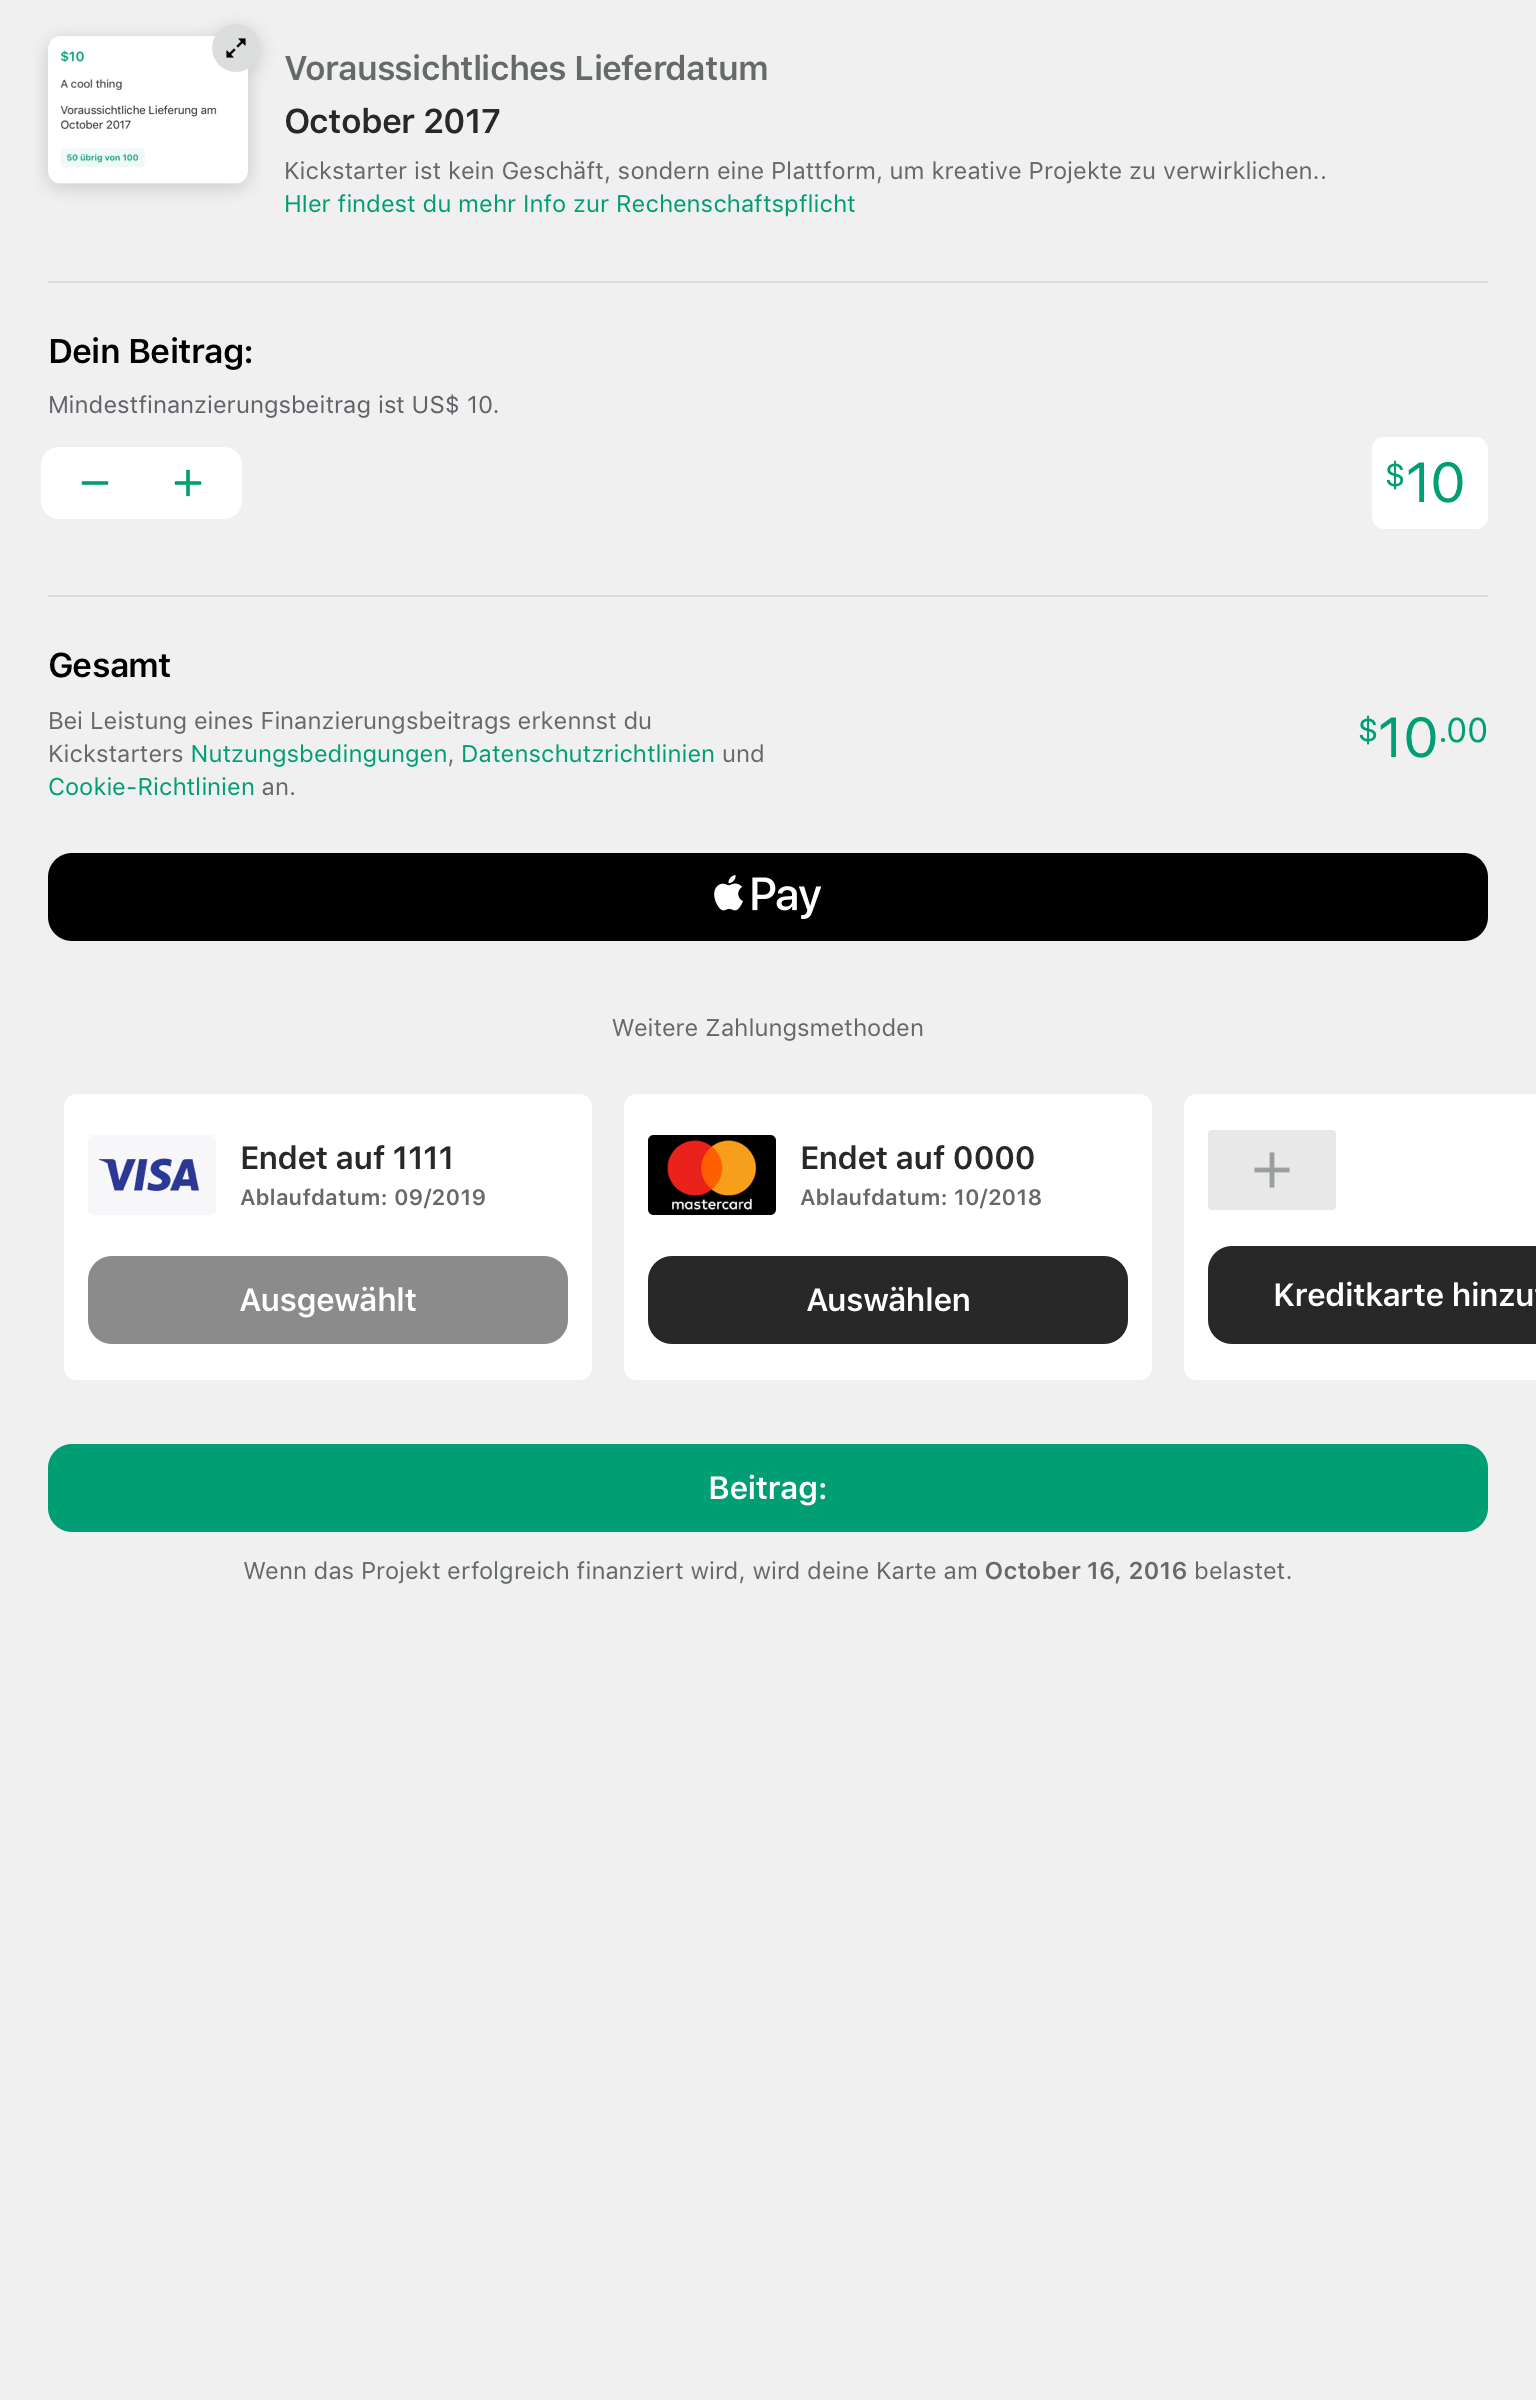 $10
A cool thing
Voraussichtliche Lieferung am
October 2017
50 übrig von 100
Voraussichtliches Lieferdatum
October 2017
Kickstarter ist kein Geschäft, sondern eine Plattform, um kreative Projekte zu verwirklichen..
HIer findest du mehr Info zur Rechenschaftspflicht
Dein Beitrag:
Mindestfinanzierungsbeitrag ist US$ 10.
$10
Gesamt
Bei Leistung eines Finanzierungsbeitrags erkennst du
Kickstarters Nutzungsbedingungen, Datenschutzrichtlinien und
Cookie-Richtlinien an.
$10.00
Pay
Weitere Zahlungsmethoden
VISA
Endet auf 1111
Ablaufdatum: 09/2019
Ausgewählt
mastercard
Endet auf 0000
Ablaufdatum: 10/2018
Auswählen
Kreditkarte
Beitrag:
Wenn das Projekt erfolgreich finanziert wird, wird deine Karte am October 16, 2016 belastet.